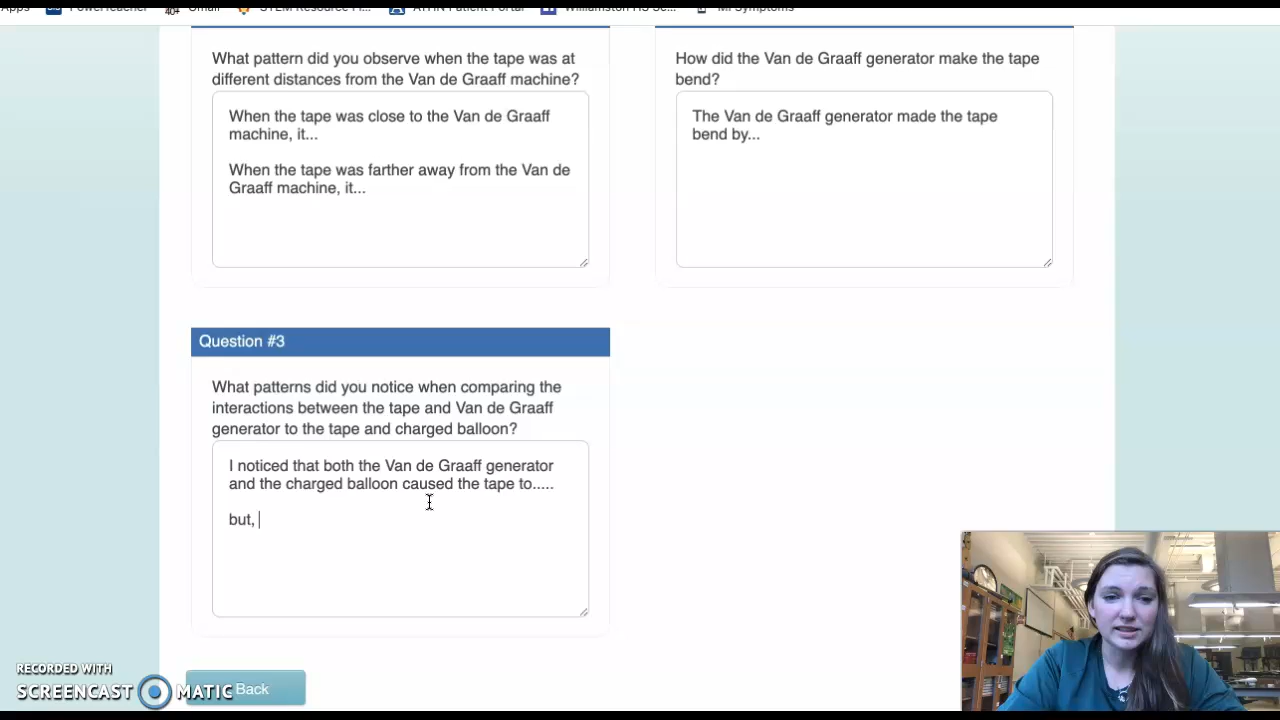 Apps PowerTeacher 40+ Gmail STEM Resource Fi... ATHN Patient Portal Williamston HS Sc... MI Symptoms
What pattern did you observe when the tape was at
different distances from the Van de Graaff machine?
When the tape was close to the Van de Graaff
machine, it...
When the tape was farther away from the Van de
Graaff machine, it...
How did the Van de Graaff generator make the tape
bend?
The Van de Graaff generator made the tape
bend by...
Question #3
What patterns did you notice when comparing the
interactions between the tape and Van de Graaff
generator to the tape and charged balloon?
I noticed that both the Van de Graaff generator
and the charged balloon caused the tape to.....
but,
Back
RECORDED WITH
SCREENCAST MATIC